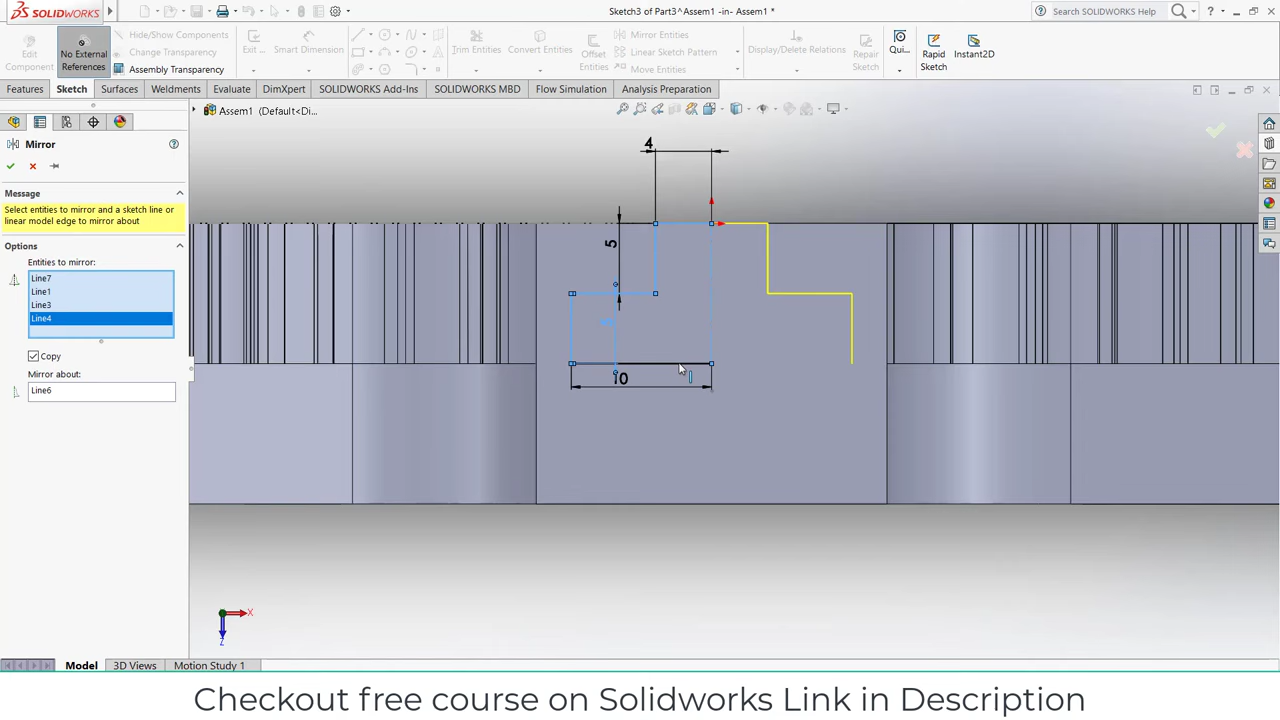 SOLIDWORKS
Sketch3 of Part3^Assem1 -in- Assem1 *
Search SOLIDWORKS Help
Edit Component
No External References
Hide/Show Components
Change Transparency
Assembly Transparency
Exit ...
Smart Dimension
Trim Entities
Convert Entities
Offset Entities
Mirror Entities
Linear Sketch Pattern
Move Entities
Display/Delete Relations
Repair Sketch
Qui...
Rapid Sketch
Instant2D
Features
Sketch
Surfaces
Weldments
Evaluate
DimXpert
SOLIDWORKS Add-Ins
SOLIDWORKS MBD
Flow Simulation
Analysis Preparation
Assem1 (Default<Di...
Mirror
Message
Select entities to mirror and a sketch line or
linear model edge to mirror about
Options
Entities to mirror:
Line7
Line1
Line3
Line4
Copy
Mirror about:
Line6
4
5
10
X
Z
Model
3D Views
Motion Study 1
Checkout free course on Solidworks Link in Description